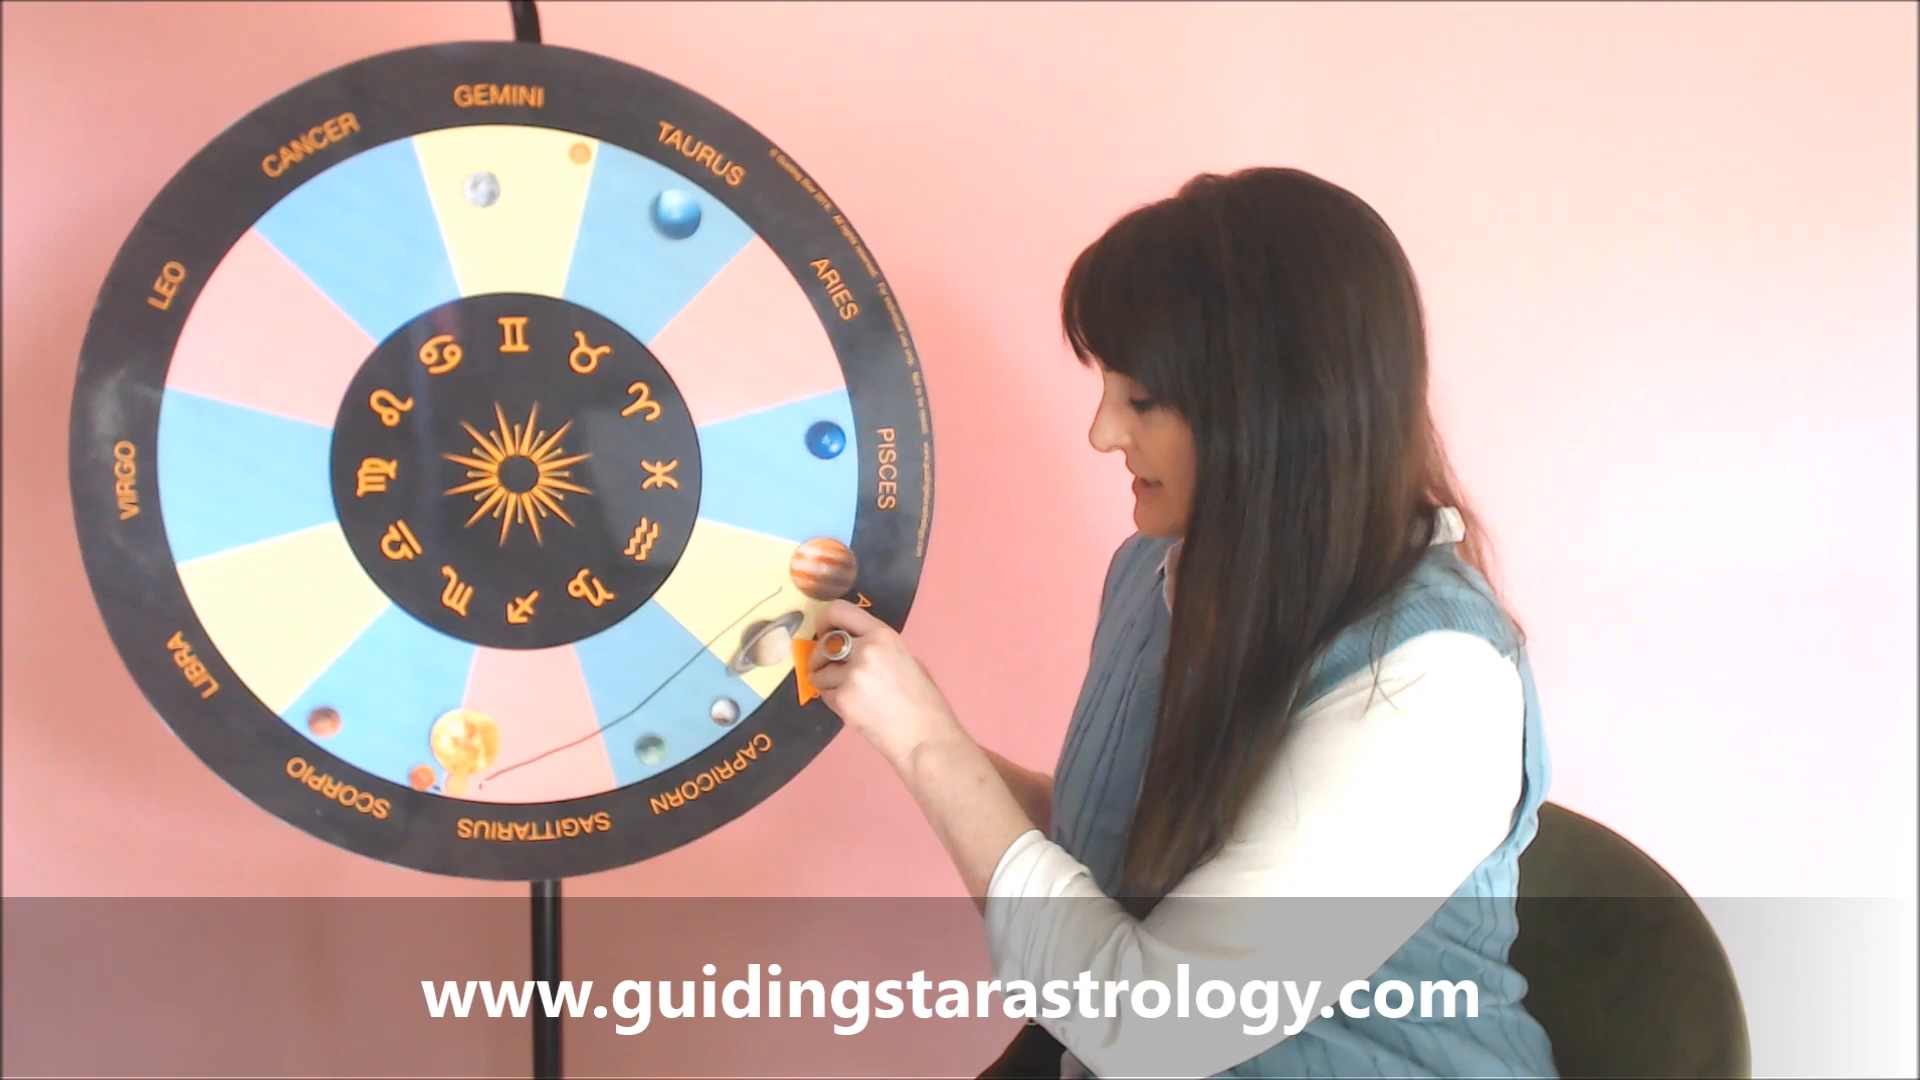 GEMINI
TAURUS
ARIES
PISCES
A
CAPRICORN
SAGITTARIUS
SCORPIO
LIBRA
VIRGO
LEO
CANCER
www.guidingstarastrology.com